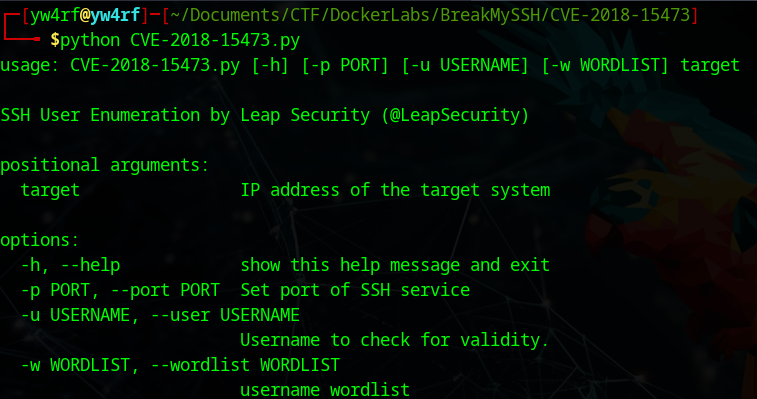 [yw4rf@yw4rf]─[~/Documents/CTF/DockerLabs/BreakMySSH/CVE-2018-15473]
$python CVE-2018-15473.py
usage: CVE-2018-15473.py [-h] [-p PORT] [-u USERNAME] [-w WORDLIST] target
SSH User Enumeration by Leap Security (@LeapSecurity)
positional arguments:
target IP address of the target system
options:
-h, --help show this help message and exit
-p PORT, --port PORT Set port of SSH service
-u USERNAME, --user USERNAME
Username to check for validity.
-w WORDLIST, --wordlist WORDLIST
username wordlist